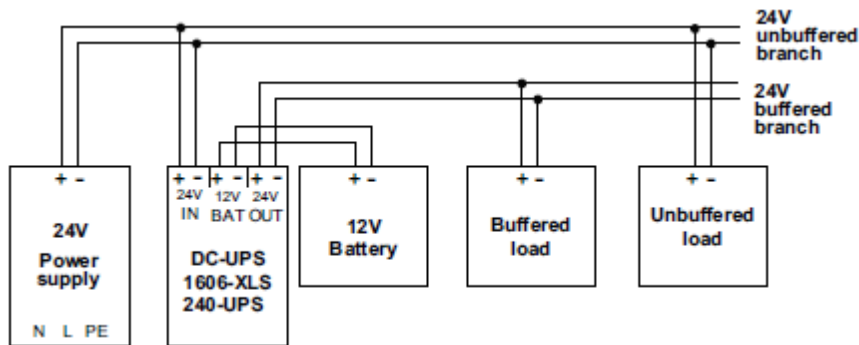 24V
unbuffered
branch
24V
buffered
branch
+ -
24V
Power
supply
N L PE
+ - + - + -
24V 12V 24V
IN BAT OUT
DC-UPS
1606-XLS
240-UPS
+ -
12V
Battery
+ -
Buffered
load
+ -
Unbuffered
load